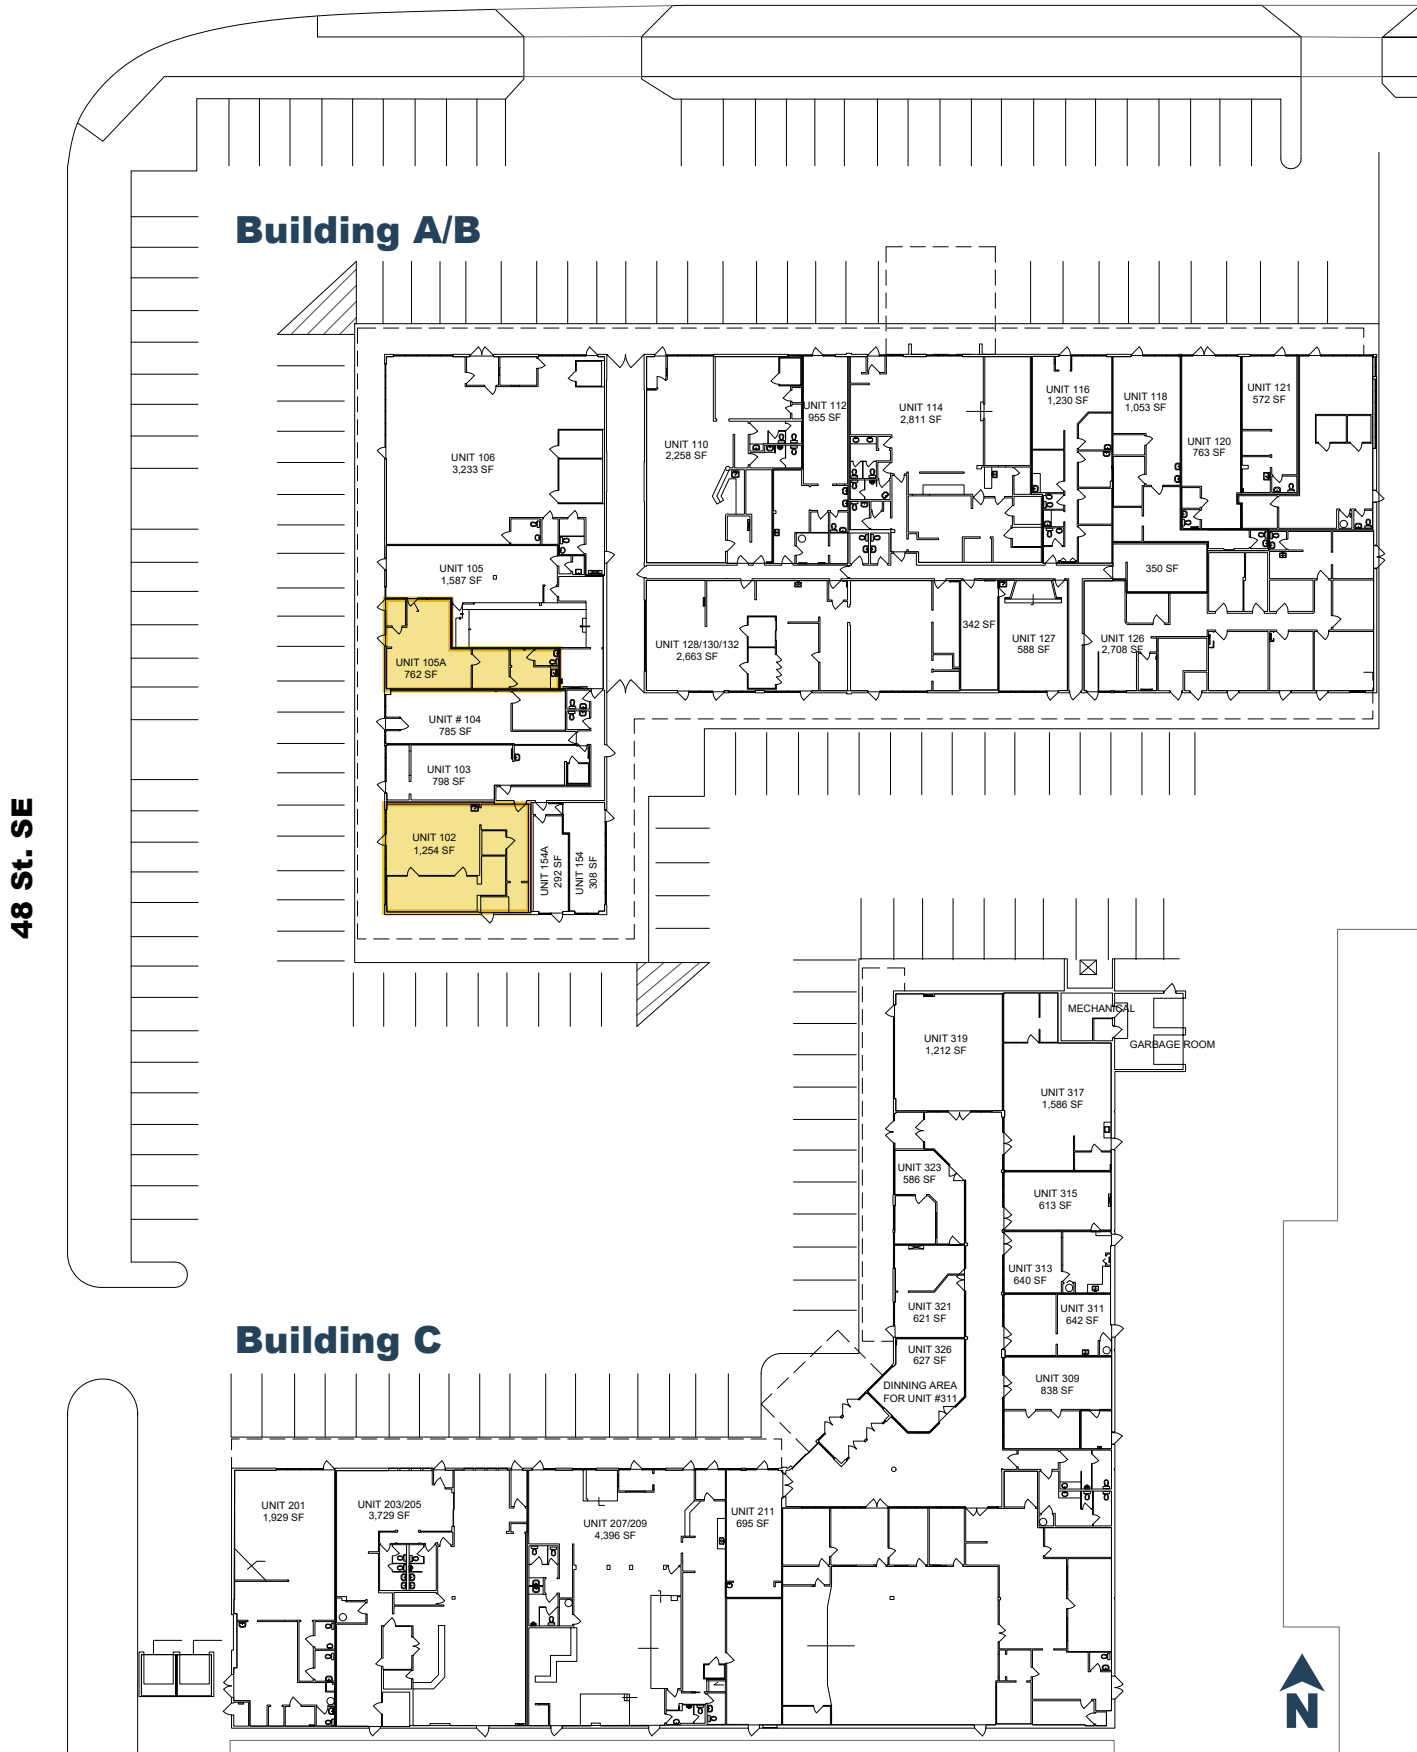 Building A/B
UNIT 106
3,233 SF
UNIT 110
2,258 SF
UNIT 112
955 SF
UNIT 114
2,811 SF
UNIT 116
1,230 SF
UNIT 118
1,053 SF
UNIT 120
763 SF
UNIT 121
572 SF
UNIT 105
1,587 SF
350 SF
UNIT 105A
762 SF
UNIT 128/130/132
2,663 SF
342 SF
UNIT 127
588 SF
UNIT 126
2,708 SF
UNIT # 104
785 SF
UNIT 103
798 SF
UNIT 102
1,254 SF
UNIT 154A
292 SF
UNIT 154
308 SF
48 St. SE
MECHANICAL
GARBAGE ROOM
UNIT 319
1,212 SF
UNIT 317
1,586 SF
UNIT 323
586 SF
UNIT 315
613 SF
UNIT 313
640 SF
UNIT 321
621 SF
UNIT 311
642 SF
Building C
UNIT 326
627 SF
DINNING AREA
FOR UNIT #311
UNIT 309
838 SF
UNIT 201
1,929 SF
UNIT 203/205
3,729 SF
UNIT 207/209
4,396 SF
UNIT 211
695 SF
N